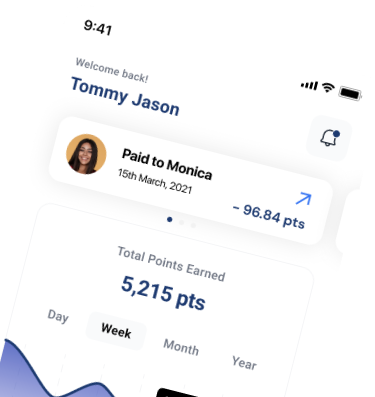 9:41
Welcome back!
Tommy Jason
Paid to Monica
15th March, 2021
- 96.84 pts
Total Points Earned
5,215 pts
Day Week Month Year